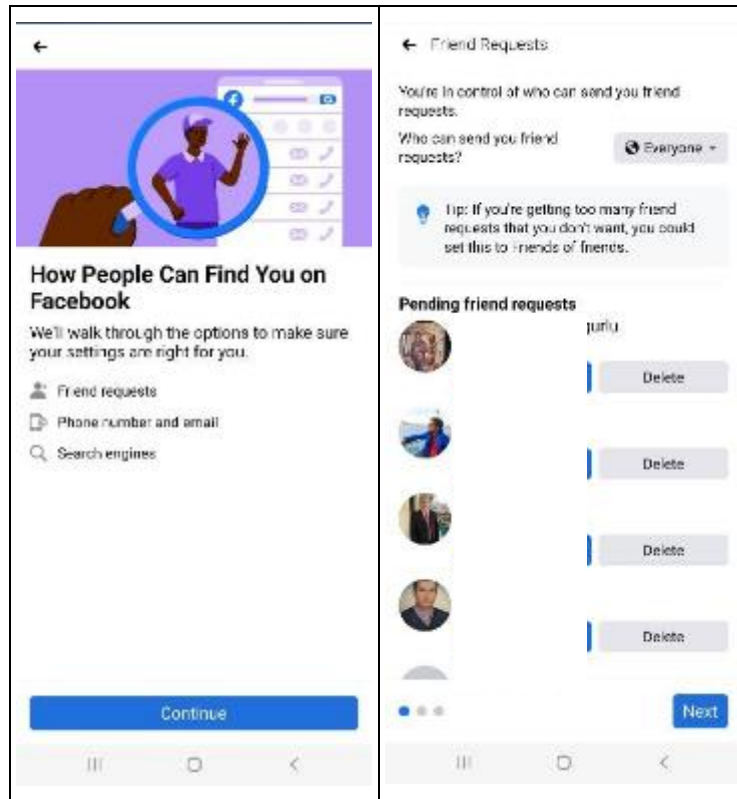 How People Can Find You on
Facebook
We'll walk through the options to make sure
your settings are right for you.
Friend requests
Phone number and email
Search engines
Continue
Friend Requests
You're in control of who can send you friend
requests.
Who can send you friend
requests?
Everyone
Tip: If you're getting too many friend
requests that you don't want, you could
set this to Friends of friends.
Pending friend requests
gurlu
Delete
Delete
Delete
Delete
Next